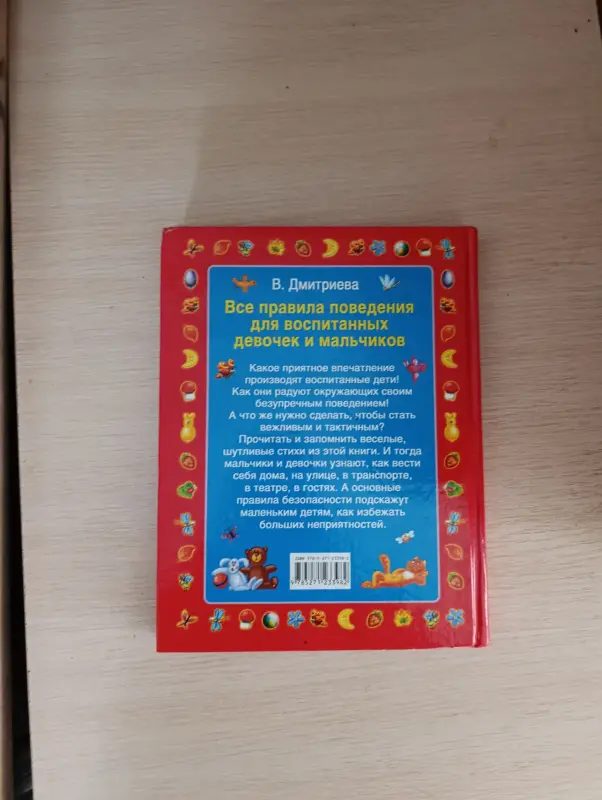 В. Дмитриева
Все правила поведения
для воспитанных
девочек и мальчиков
Какое приятное впечатление
производят воспитанные дети!
Как они радуют окружающих своим
безупречным поведением!
А что же нужно сделать, чтобы стать
вежливым и тактичным?
Прочитать и запомнить веселые,
шутливые стихи из этой книги. И тогда
мальчики и девочки узнают, как вести
себя дома, на улице, в транспорте,
в театре, в гостях. А основные
правила безопасности подскажут
маленьким детям, как избежать
больших неприятностей.
9785271233982